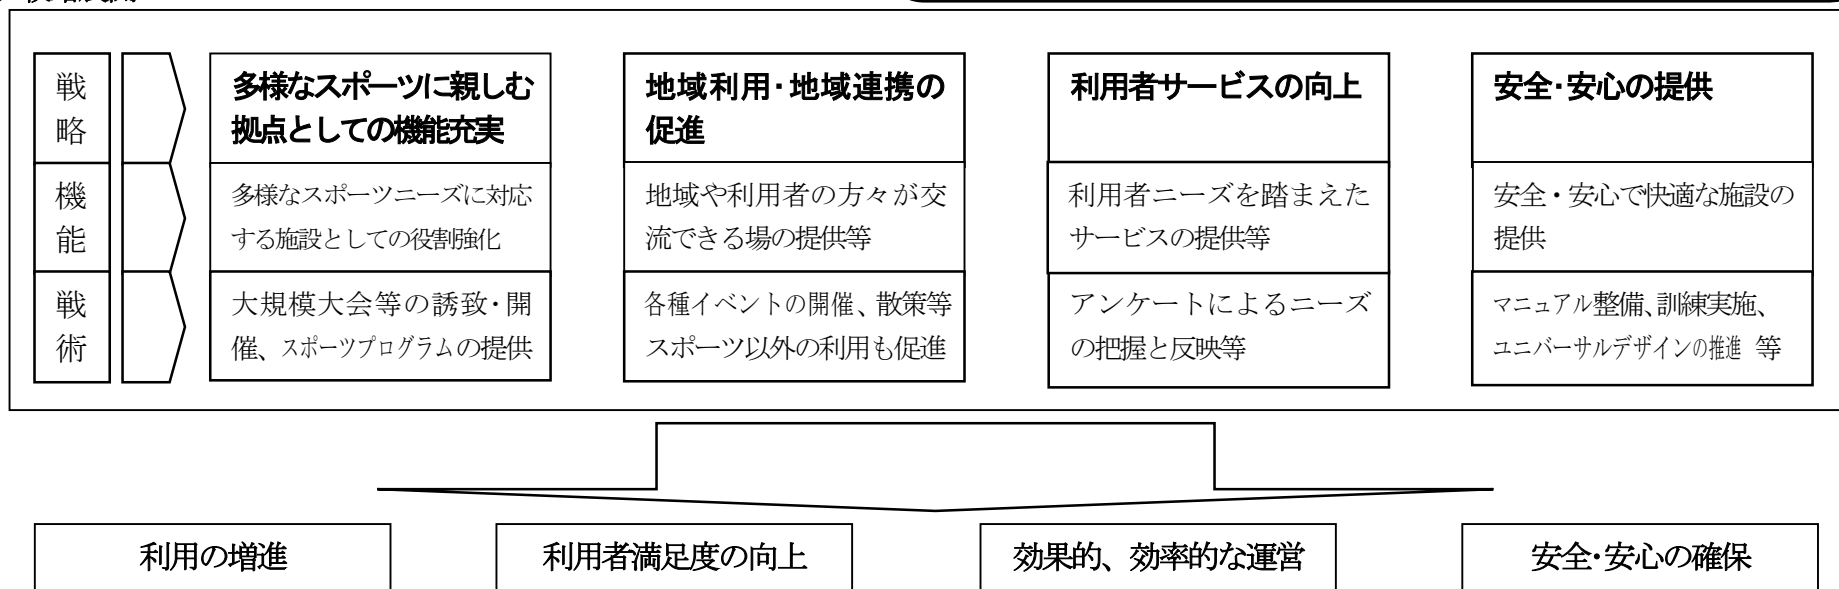 戦略
多様なスポーツに親しむ
拠点としての機能充実
地域利用・地域連携の
促進
利用者サービスの向上
安全・安心の提供
機能
多様なスポーツニーズに対応
する施設としての役割強化
地域や利用者の方々が交
流できる場の提供等
利用者ニーズを踏まえた
サービスの提供等
安全・安心で快適な施設の
提供
戦術
大規模大会等の誘致・開
催、スポーツプログラムの提供
各種イベントの開催、散策等
スポーツ以外の利用も促進
アンケートによるニーズ
の把握と反映等
マニュアル整備、訓練実施、
ユニバーサルデザインの推進 等
利用の増進
利用者満足度の向上
効果的、効率的な運営
安全・安心の確保